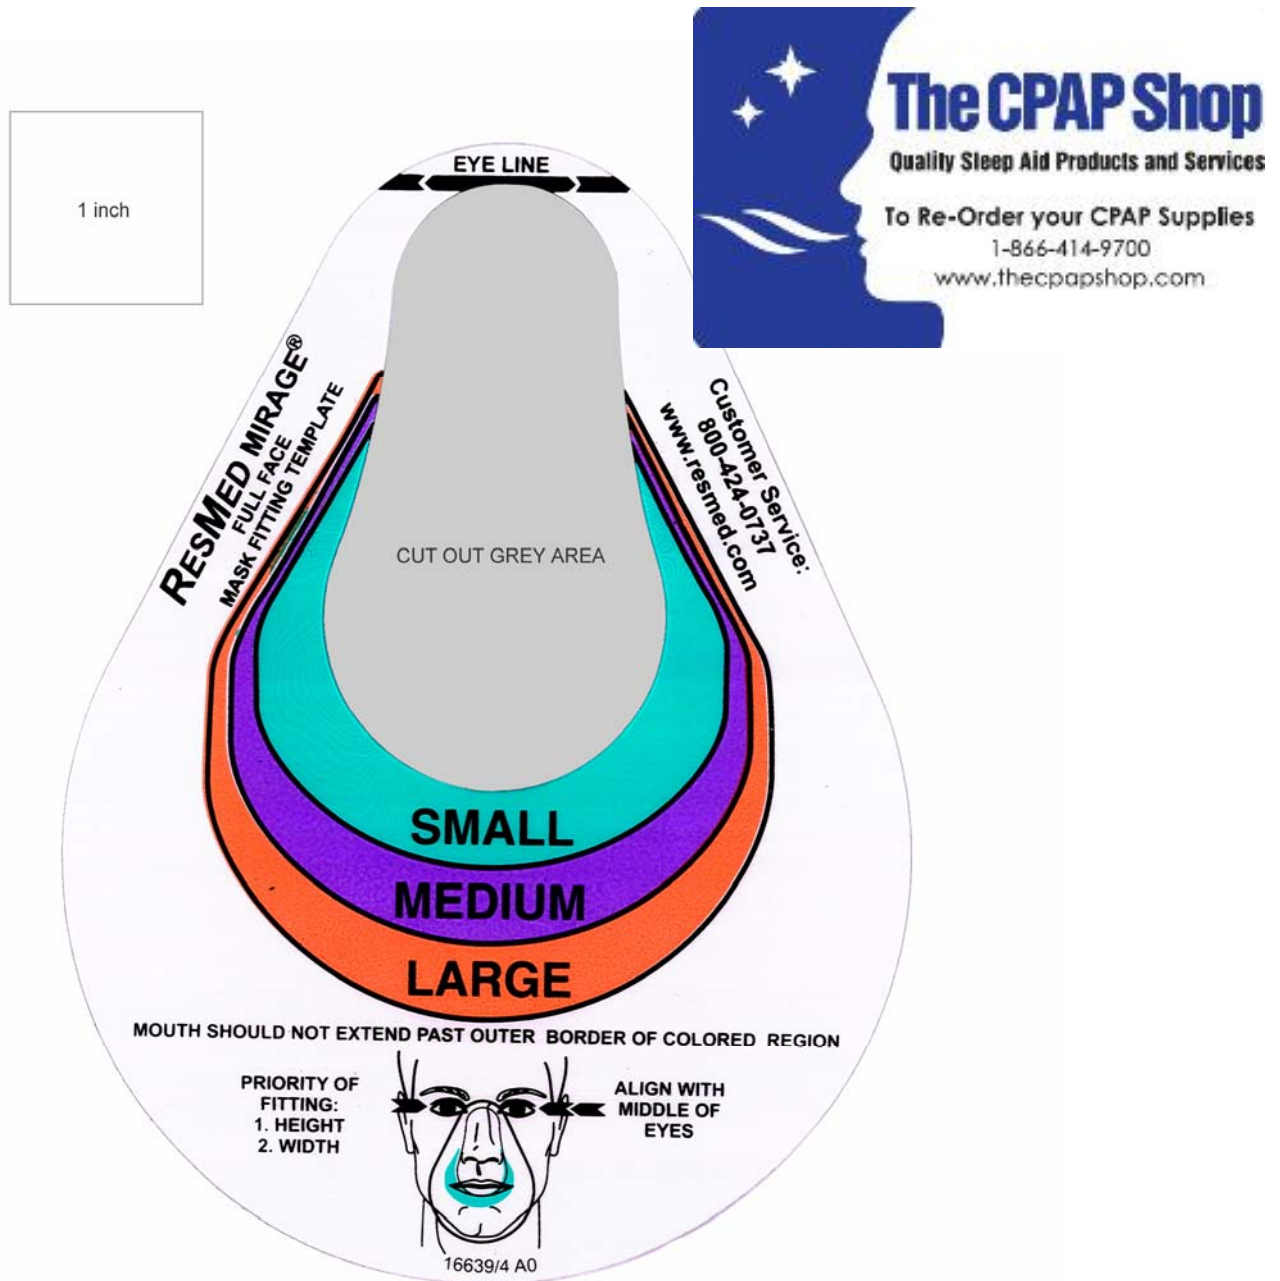 The CPAP Shop
Quality Sleep Aid Products and Services
To Re-Order your CPAP Supplies
1-866-414-9700
www.thecpapshop.com
1 inch
EYE LINE
RESMED MIRAGE®
FULL FACE
MASK FITTING TEMPLATE
Customer Service:
800-424-0737
www.resmed.com
CUT OUT GREY AREA
SMALL
MEDIUM
LARGE
MOUTH SHOULD NOT EXTEND PAST OUTER BORDER OF COLORED REGION
PRIORITY OF
FITTING:
1. HEIGHT
2. WIDTH
ALIGN WITH
MIDDLE OF
EYES
16639/4 A0